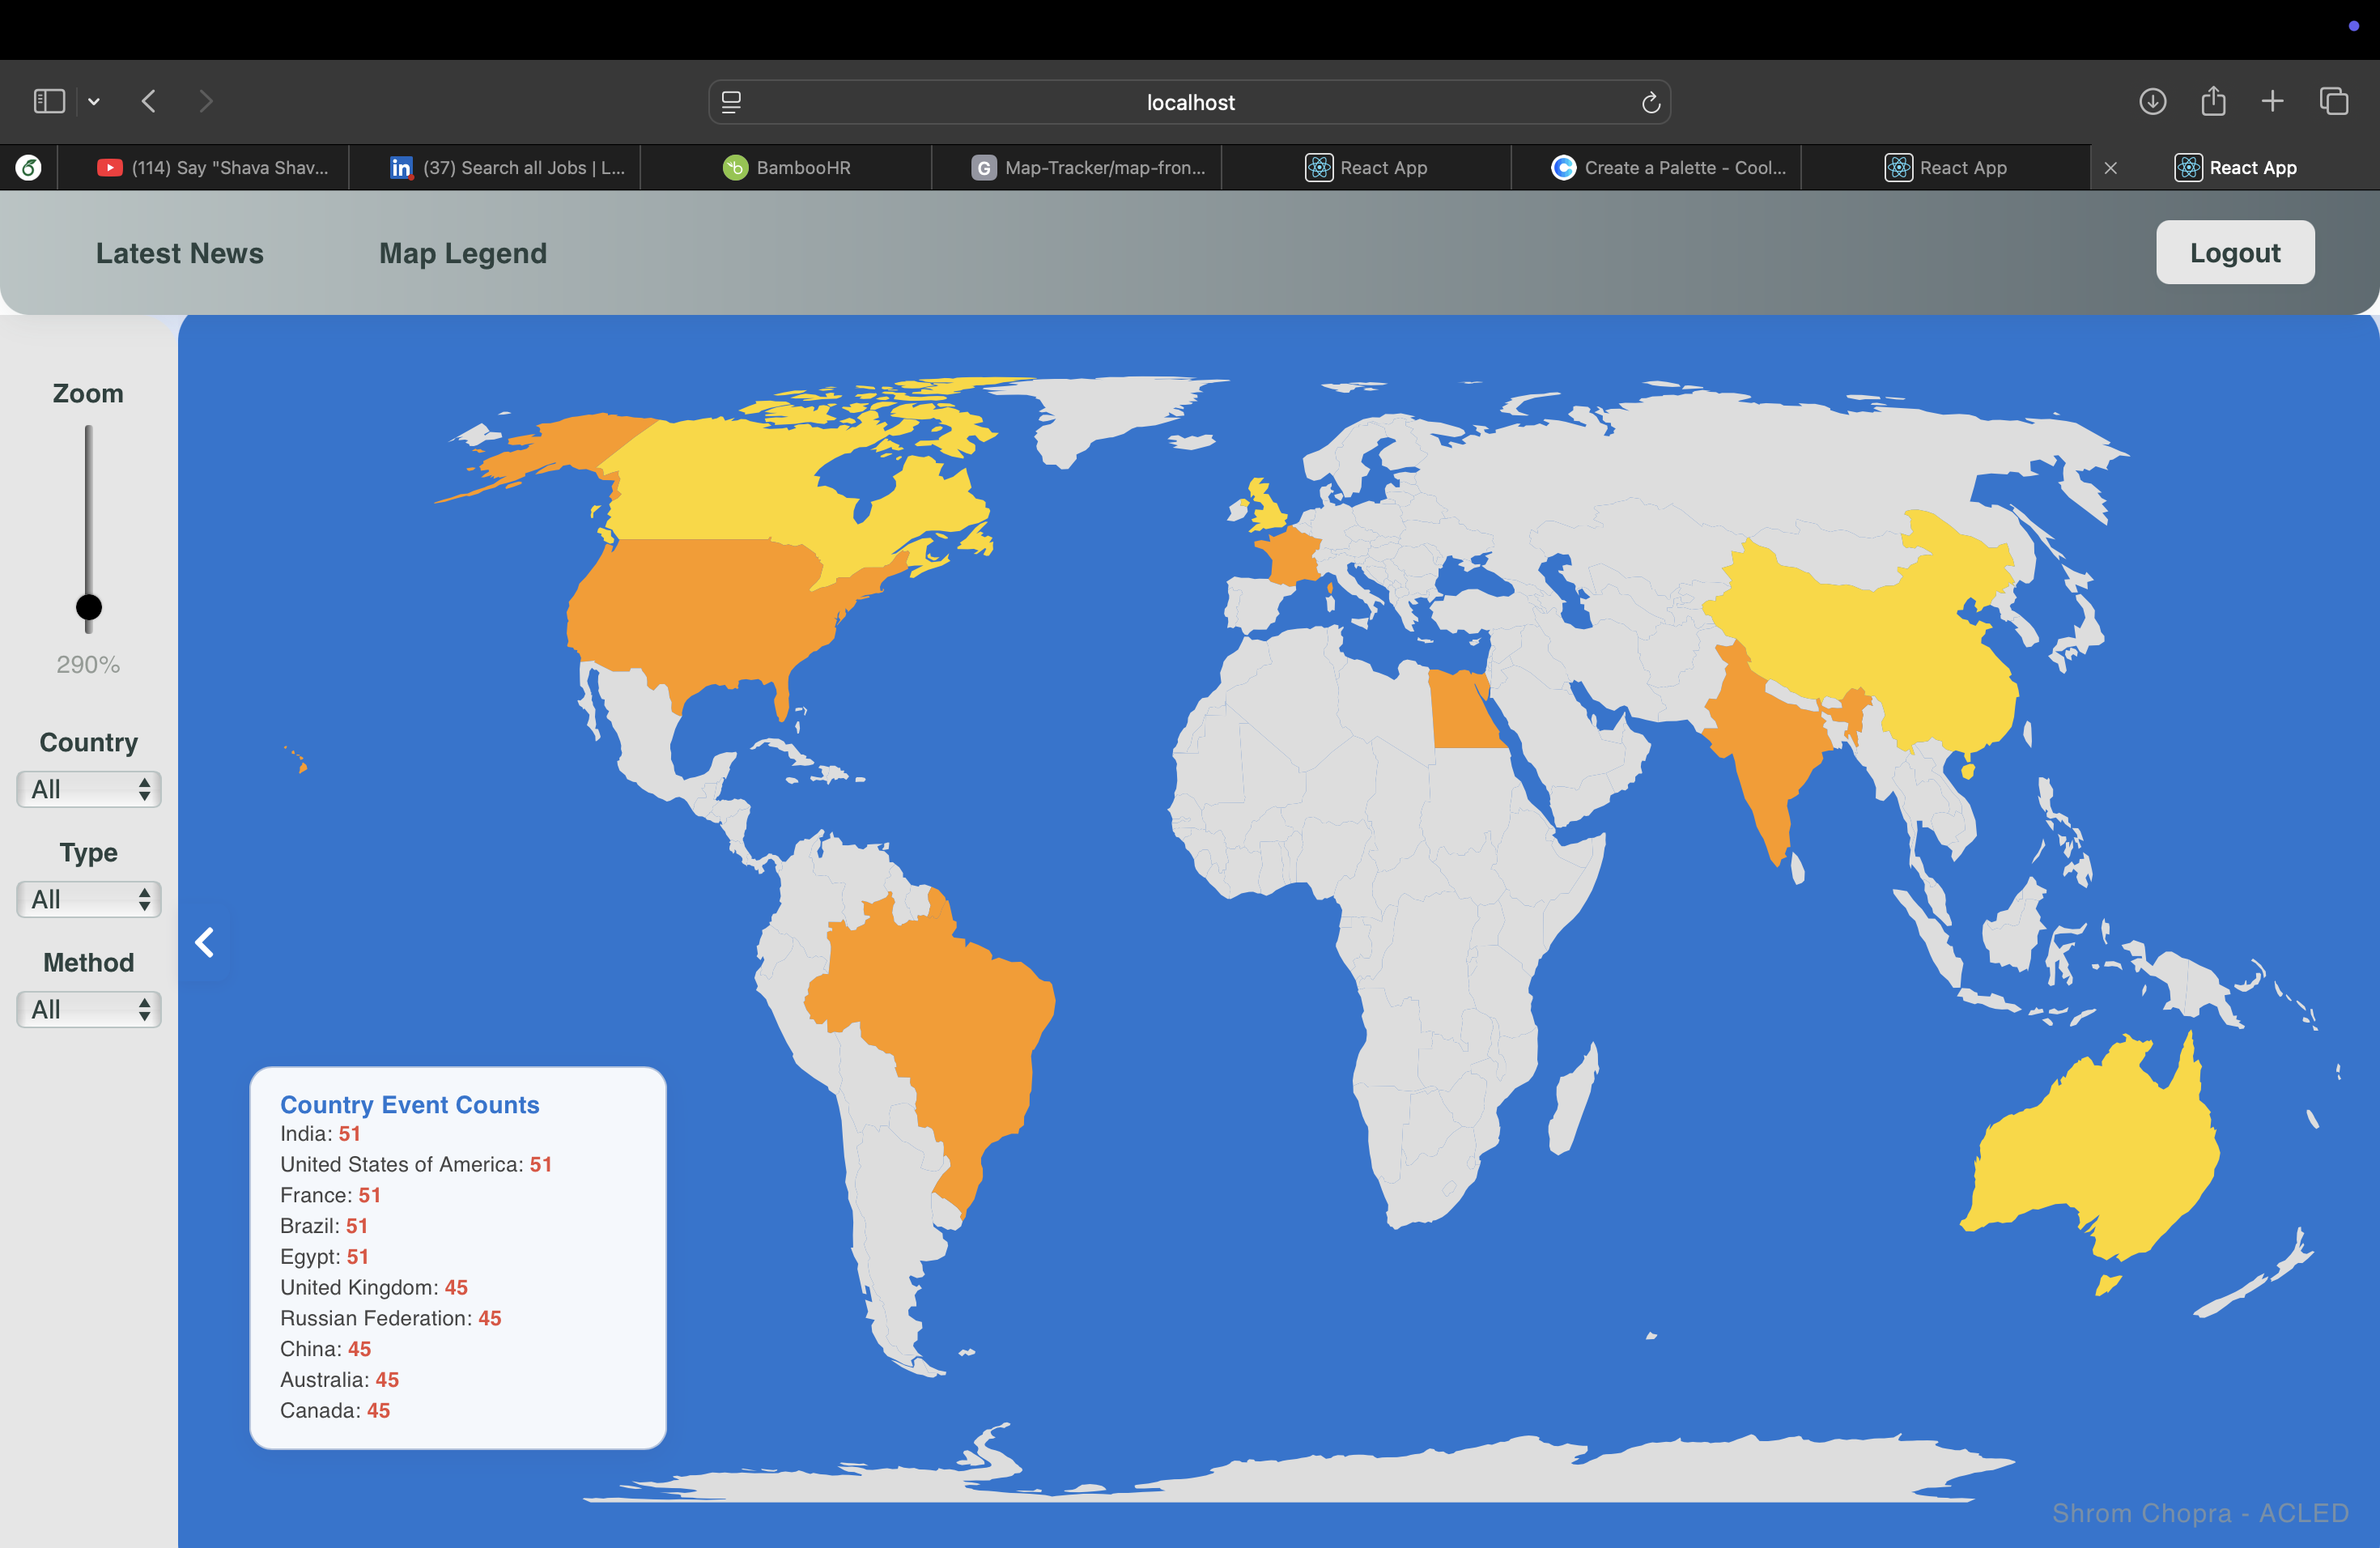 localhost
(114) Say "Shava Shav...
(37) Search all Jobs | L...
BambooHR
Map-Tracker/map-fron...
React App
Create a Palette - Cool...
React App
React App
Latest News
Map Legend
Logout
Zoom
290%
Country
All
Type
All
Method
All
Country Event Counts
India: 51
United States of America: 51
France: 51
Brazil: 51
Egypt: 51
United Kingdom: 45
Russian Federation: 45
China: 45
Australia: 45
Canada: 45
Shrom Chopra - ACLED